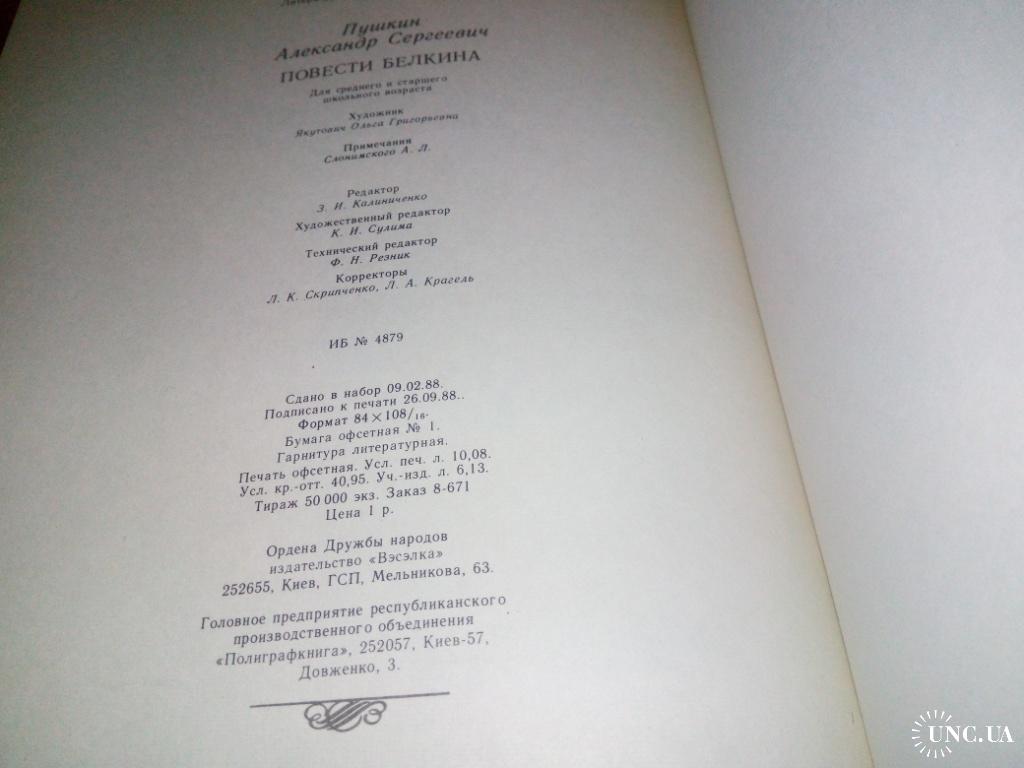 Пушкин
Александр Сергеевич
ПОВЕСТИ БЕЛКИНА
Для среднего и старшего
школьного возраста
Художник
Якутович Ольга Григорьевна
Примечания
Слонимского А. Л.
Редактор
З. И. Калиниченко
Художественный редактор
К. И. Сулима
Технический редактор
Ф. Н. Резник
Корректоры
Л. К. Скрипченко, Л. А. Крагель
ИБ № 4879
Сдано в набор 09.02.88.
Подписано к печати 26.09.88..
Формат 84×108/₁₆.
Бумага офсетная № 1.
Гарнитура литературная.
Печать офсетная. Усл. печ. л. 10,08.
Усл. кр.-отт. 40,95. Уч.-изд. л. 6,13.
Тираж 50 000 экз. Заказ 8-671
Цена 1 р.
Ордена Дружбы народов
издательство «Вэсэлка»
252655, Киев, ГСП, Мельникова, 63.
Головное предприятие республиканского
производственного объединения
«Полиграфкнига», 252057, Киев-57,
Довженко, 3.
UNC.UA